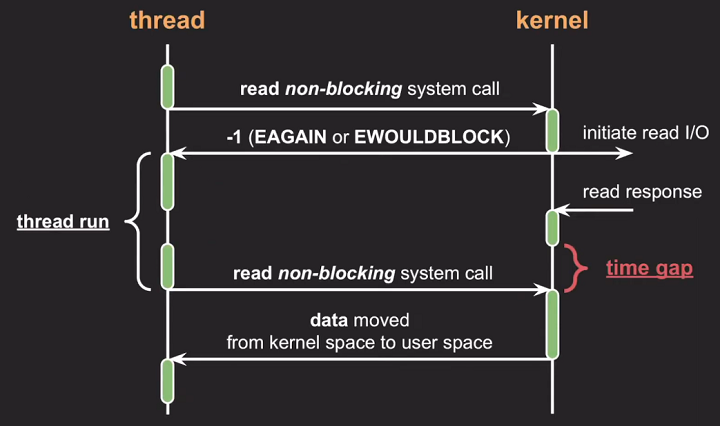 thread
kernel
read non-blocking system call
-1 (EAGAIN or EWOULDBLOCK)
initiate read I/O
read response
thread run
time gap
read non-blocking system call
data moved
from kernel space to user space